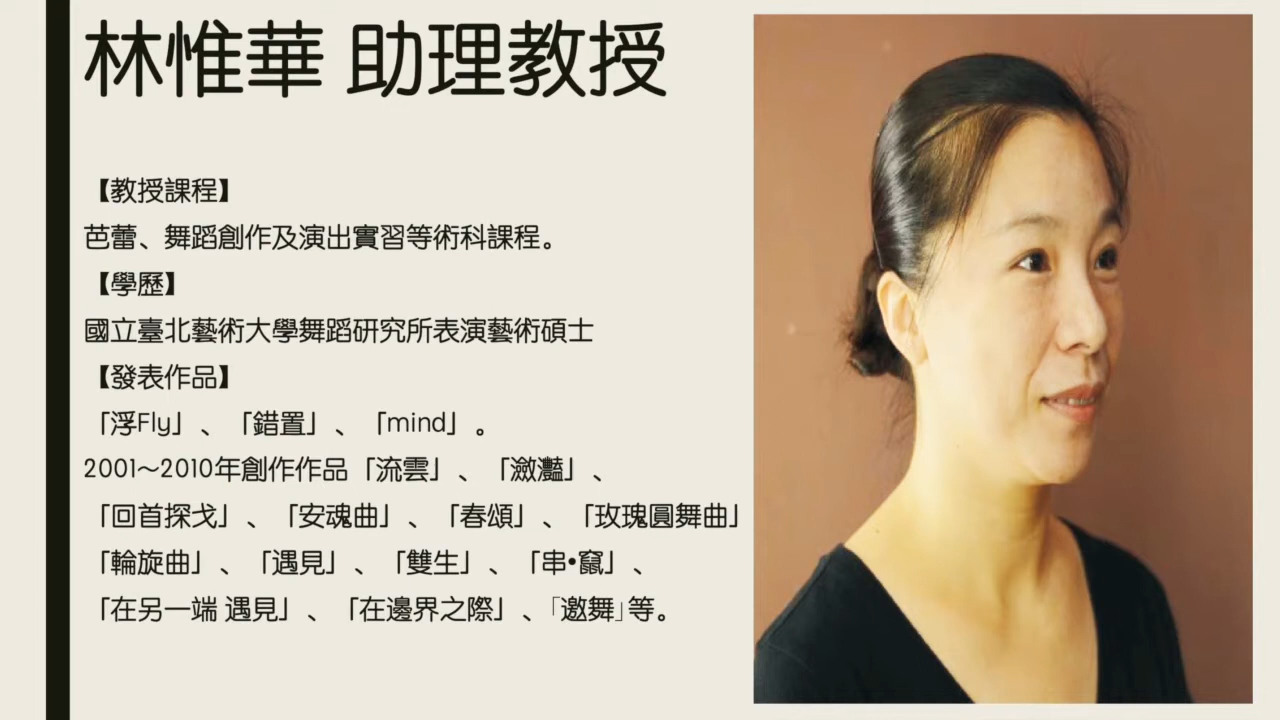 林惟華 助理教授
【教授課程】
芭蕾、舞蹈創作及演出實習等術科課程。
【學歷】
國立臺北藝術大學舞蹈研究所表演藝術碩士
【發表作品】
「浮Fly」、「錯置」、「mind」。
2001~2010年創作作品「流雲」、「瀲灩」、
「回首探戈」、「安魂曲」、「春頌」、「玫瑰圓舞曲」
「輪旋曲」、「遇見」、「雙生」、「串•竄」、
「在另一端 遇見」、「在邊界之際」、「邀舞」等。